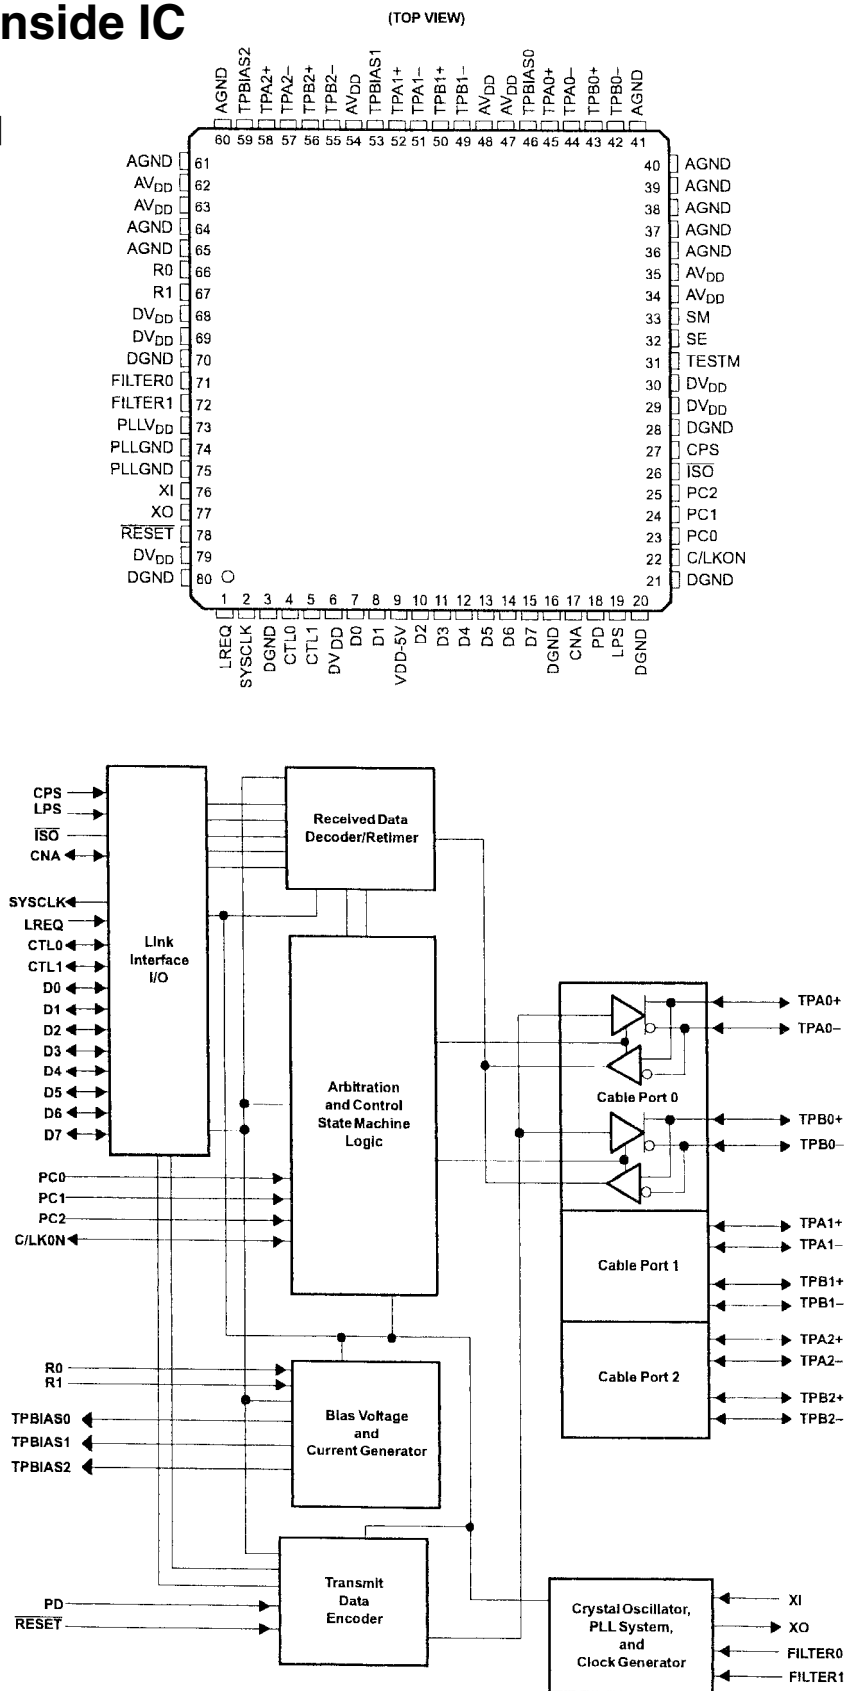 nside IC
(TOP VIEW)
AGND TPBIAS2 TPA2+ TPA2– TPB2+ TPB2– AVDD TPBIAS1 TPA1+ TPA1– TPB1+ TPB1– AVDD AVDD TPBIAS0 TPA0+ TPA0– TPB0+ TPB0– AGND
60 59 58 57 56 55 54 53 52 51 50 49 48 47 46 45 44 43 42 41
AGND 61 40 AGND
AVDD 62 39 AGND
AVDD 63 38 AGND
AGND 64 37 AGND
AGND 65 36 AGND
R0 66 35 AVDD
R1 67 34 AVDD
DVDD 68 33 SM
DVDD 69 32 SE
DGND 70 31 TESTM
FILTER0 71 30 DVDD
FILTER1 72 29 DVDD
PLLVDD 73 28 DGND
PLLGND 74 27 CPS
PLLGND 75 26 ISO
XI 76 25 PC2
XO 77 24 PC1
RESET 78 23 PC0
DVDD 79 22 C/LKON
DGND 80 21 DGND
1 2 3 4 5 6 7 8 9 10 11 12 13 14 15 16 17 18 19 20
LREQ SYSCLK DGND CTL0 CTL1 DVDD D0 D1 VDD-5V D2 D3 D4 D5 D6 D7 DGND CNA PD LPS DGND
CPS
LPS
ISO
CNA
SYSCLK
LREQ
CTL0
CTL1
D0
D1
D2
D3
D4
D5
D6
D7
Link
Interface
I/O
Received Data
Decoder/Retimer
PC0
PC1
PC2
C/LK0N
Arbitration
and Control
State Machine
Logic
Cable Port 0
TPA0+
TPA0–
TPB0+
TPB0–
Cable Port 1
TPA1+
TPA1–
TPB1+
TPB1–
Cable Port 2
TPA2+
TPA2–
TPB2+
TPB2–
R0
R1
TPBIAS0
TPBIAS1
TPBIAS2
Bias Voltage
and
Current Generator
PD
RESET
Transmit
Data
Encoder
Crystal Oscillator,
PLL System,
and
Clock Generator
XI
XO
FILTER0
FILTER1